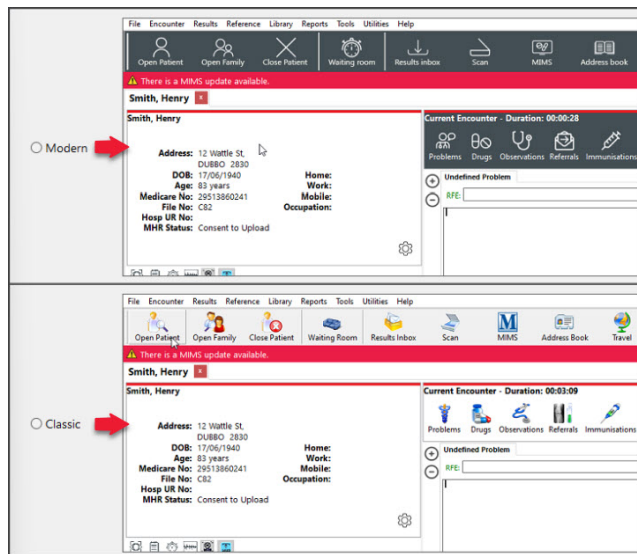 File Encounter Results Reference Library Reports Tools Utilities Help
Open Patient Open Family Close Patient Waiting room Results inbox Scan MIMS Address book
There is a MIMS update available.
Smith, Henry x
Smith, Henry
Current Encounter - Duration: 00:00:28
Modern
Address: 12 Wattle St,
DUBBO 2830
DOB: 17/06/1940 Home:
Age: 83 years Work:
Medicare No: 29513860241 Mobile:
File No: C82 Occupation:
Hosp UR No:
MHR Status: Consent to Upload
Problems Drugs Observations Referrals Immunisations
Undefined Problem
RFE:
File Encounter Results Reference Library Reports Tools Utilities Help
M
Open Patient Open Family Close Patient Waiting Room Results Inbox Scan MIMS Address Book Travel
There is a MIMS update available.
Smith, Henry x
Smith, Henry
Current Encounter - Duration: 00:03:09
Classic
Address: 12 Wattle St,
DUBBO 2830
DOB: 17/06/1940 Home:
Age: 83 years Work:
Medicare No: 29513860241 Mobile:
File No: C82 Occupation:
Hosp UR No:
MHR Status: Consent to Upload
Problems Drugs Observations Referrals Immunisations
Undefined Problem
RFE: